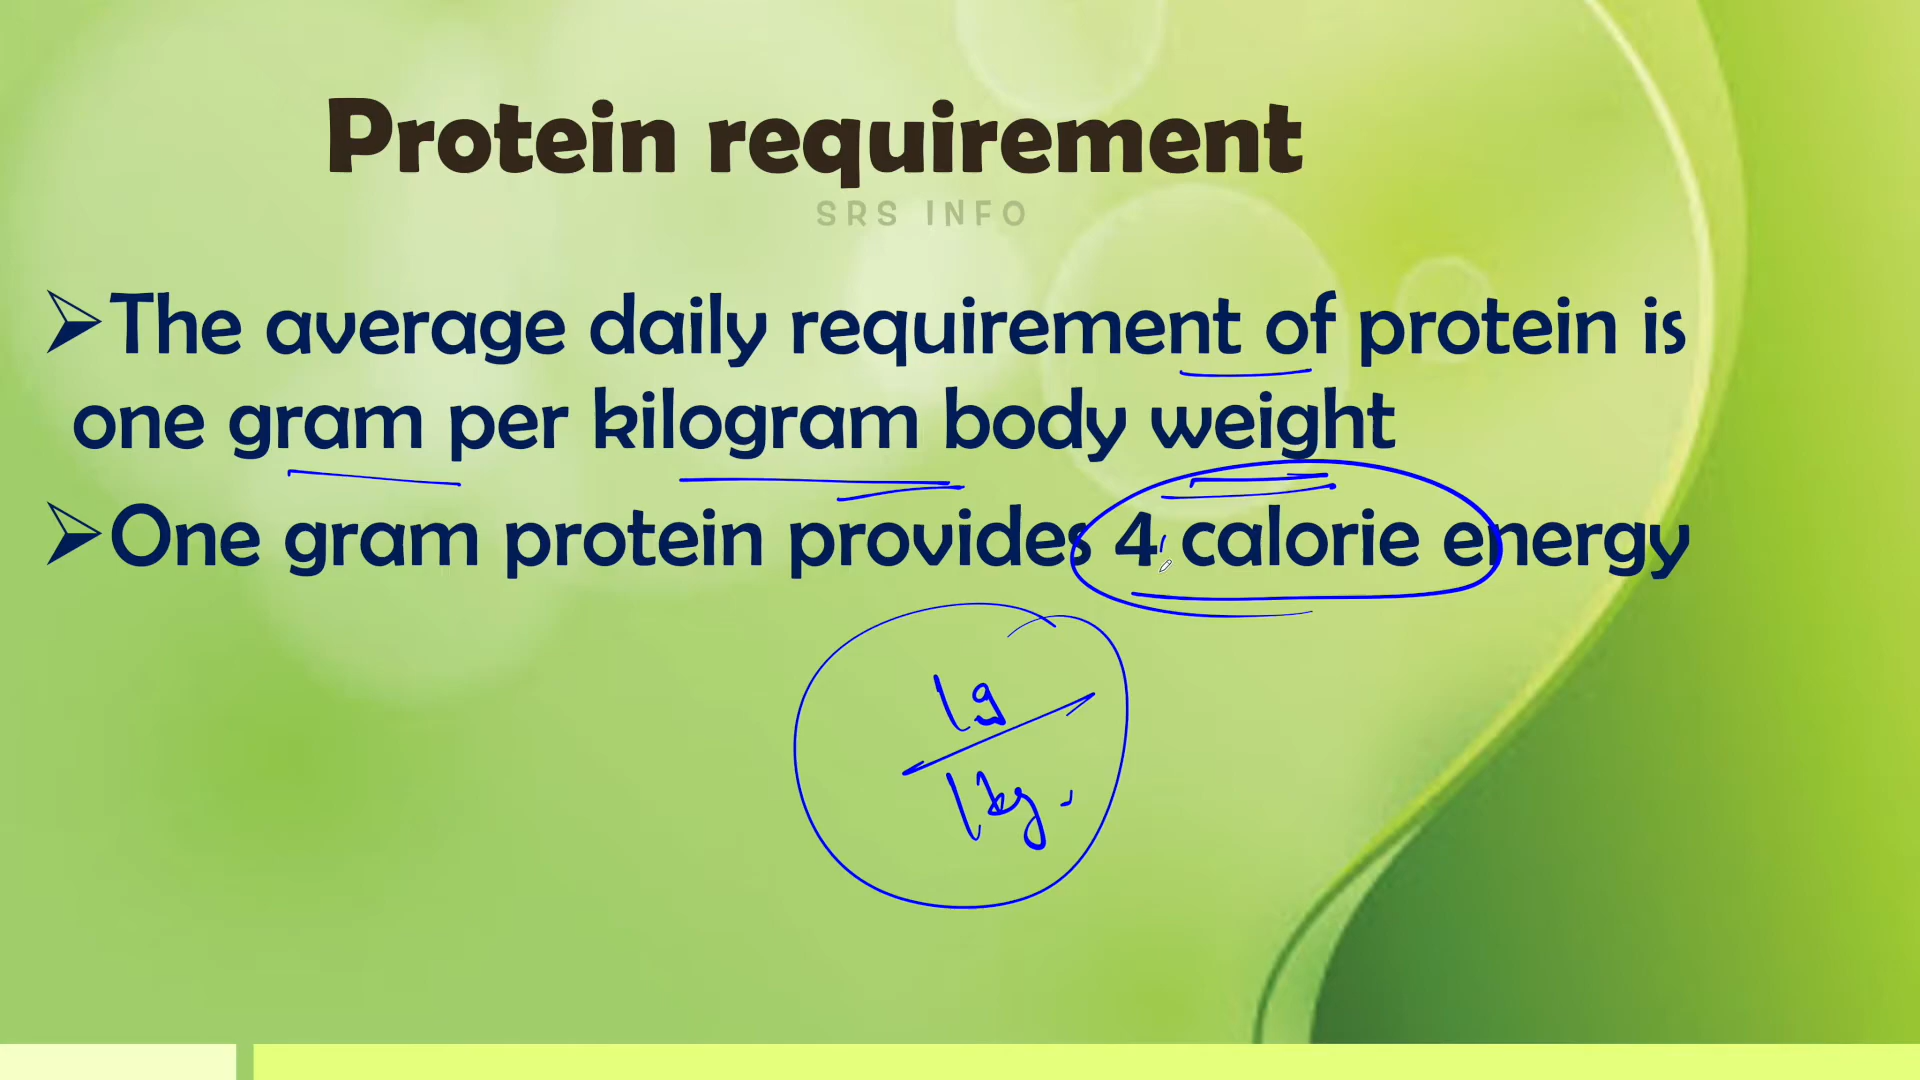 Protein requirement
SRS INFO
➢The average daily requirement of protein is
one gram per kilogram body weight
➢One gram protein provides 4 calorie energy
1g
1kg.